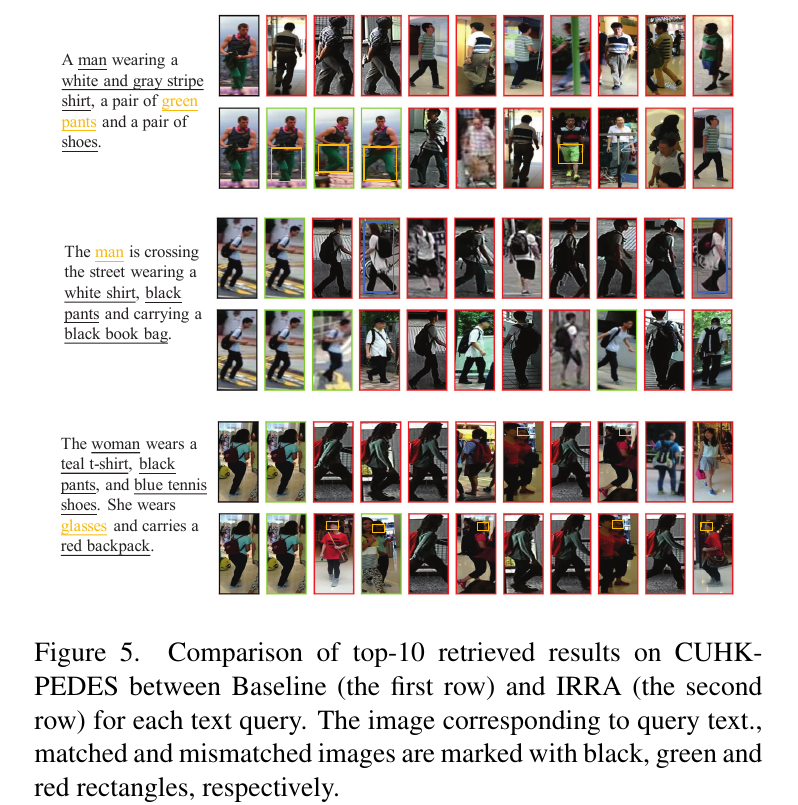 A man wearing a
white and gray stripe
shirt, a pair of green
pants and a pair of
shoes.
The man is crossing
the street wearing a
white shirt, black
pants and carrying a
black book bag.
The woman wears a
teal t-shirt, black
pants, and blue tennis
shoes. She wears
glasses and carries a
red backpack.
Figure 5. Comparison of top-10 retrieved results on CUHK-
PEDES between Baseline (the first row) and IRRA (the second
row) for each text query. The image corresponding to query text.,
matched and mismatched images are marked with black, green and
red rectangles, respectively.